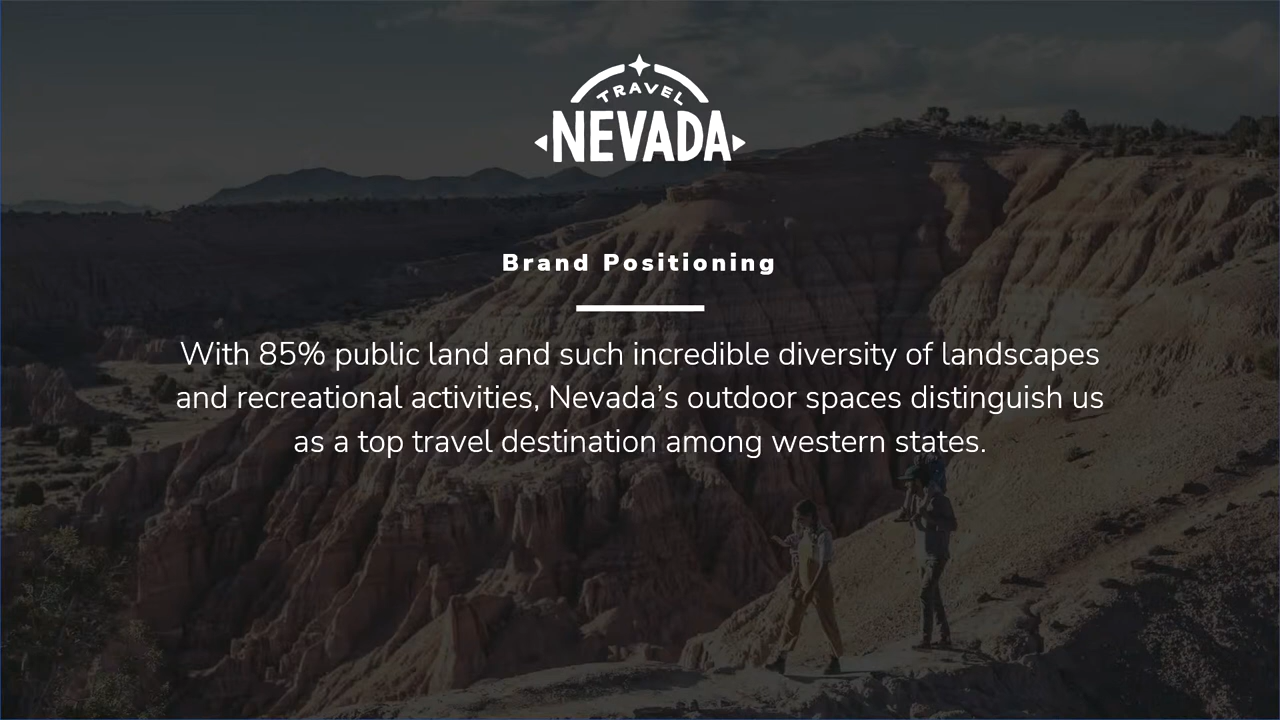 TRAVEL
NEVADA
Brand Positioning
With 85% public land and such incredible diversity of landscapes
and recreational activities, Nevada’s outdoor spaces distinguish us
as a top travel destination among western states.